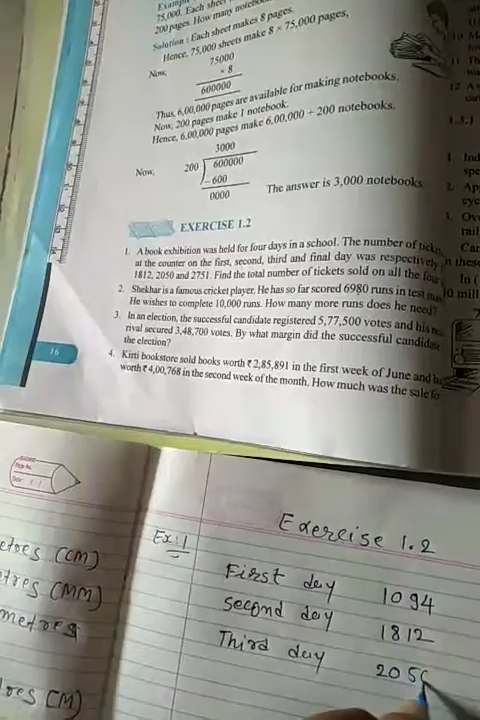 75,000. Each sheet
200 pages. How many
Solution : Each sheet makes 8 pages.
Hence, 75,000 sheets make 8 × 75,000 pages,
Now,
75000
× 8
600000
Thus, 6,00,000 pages are available for making notebooks.
Now, 200 pages make 1 notebook.
Hence, 6,00,000 pages make 6,00,000 ÷ 200 notebooks.
Now,
3000
200 600000
– 600
0000
The answer is 3,000 notebooks
EXERCISE 1.2
1. A book exhibition was held for four days in a school. The number of
at the counter on the first, second, third and final day was respectively
1812, 2050 and 2751. Find the total number of tickets sold on all the
2. Shekhar is a famous cricket player. He has so far scored 6980 runs in test
He wishes to complete 10,000 runs. How many more runs does he need?
3. In an election, the successful candidate registered 5,77,500 votes and his
rival secured 3,48,700 votes. By what margin did the successful candidate
the election?
4. Kirti bookstore sold books worth ₹ 2,85,891 in the first week of June and
worth ₹ 4,00,768 in the second week of the month. How much was the sale for
16
1.3.1
(CM)
(MM)
(M)
Exercise 1.2
Ex:1
First day 1094
Second day 1812
Third day 205